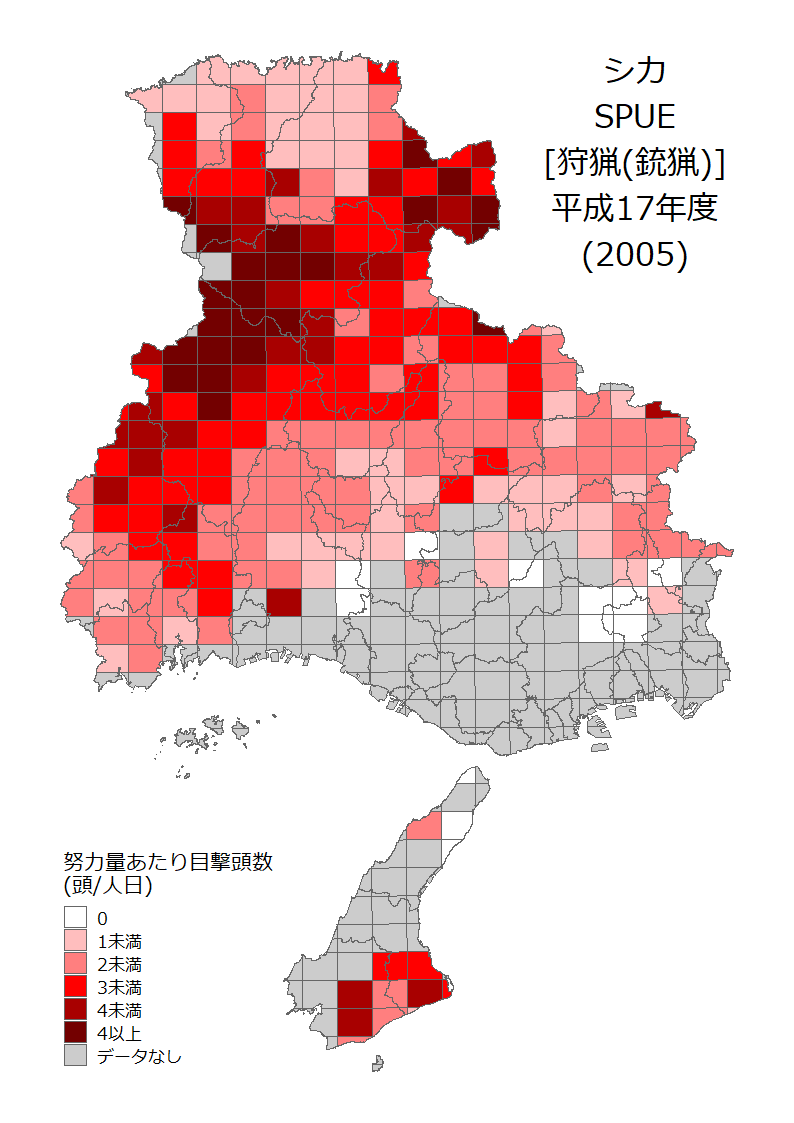 シカ
SPUE
[狩猟(銃猟)]
平成17年度
(2005)
努力量あたり目撃頭数
(頭/人日)
0
1未満
2未満
3未満
4未満
4以上
データなし